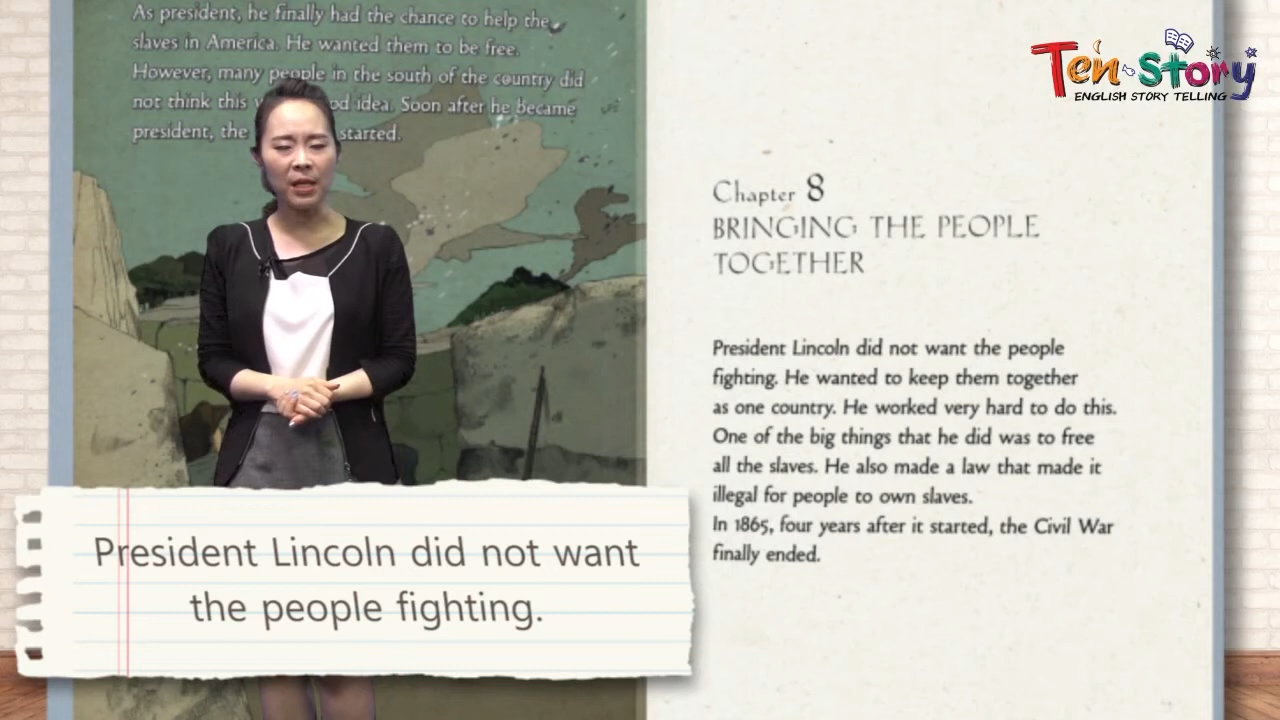 As president, he finally had the chance to help the
slaves in America. He wanted them to be free.
However, many people in the south of the country did
not think this idea. Soon after he became
president, the started.
Ten Story
ENGLISH STORY TELLING
Chapter 8
BRINGING THE PEOPLE
TOGETHER
President Lincoln did not want the people
fighting. He wanted to keep them together
as one country. He worked very hard to do this.
One of the big things that he did was to free
all the slaves. He also made a law that made it
illegal for people to own slaves.
In 1865, four years after it started, the Civil War
finally ended.
President Lincoln did not want
the people fighting.